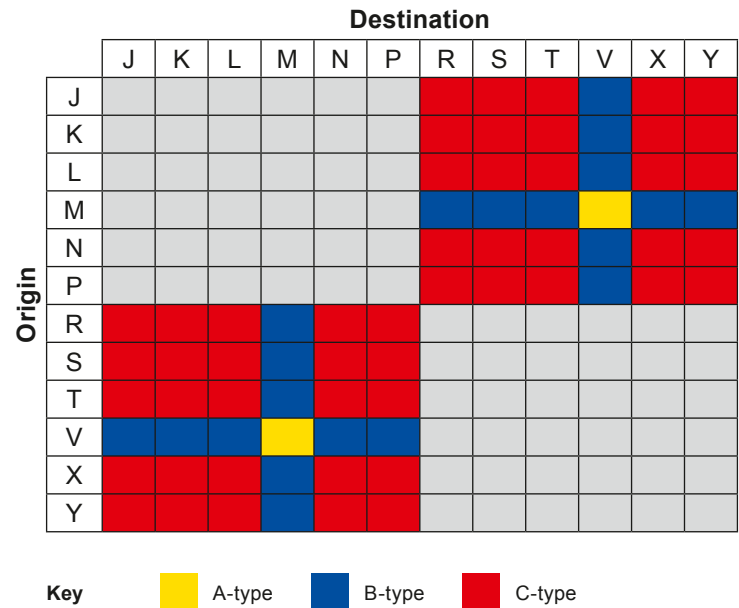 Destination
J K L M N P R S T V X Y
Origin
J
K
L
M
N
P
R
S
T
V
X
Y
Key A-type B-type C-type